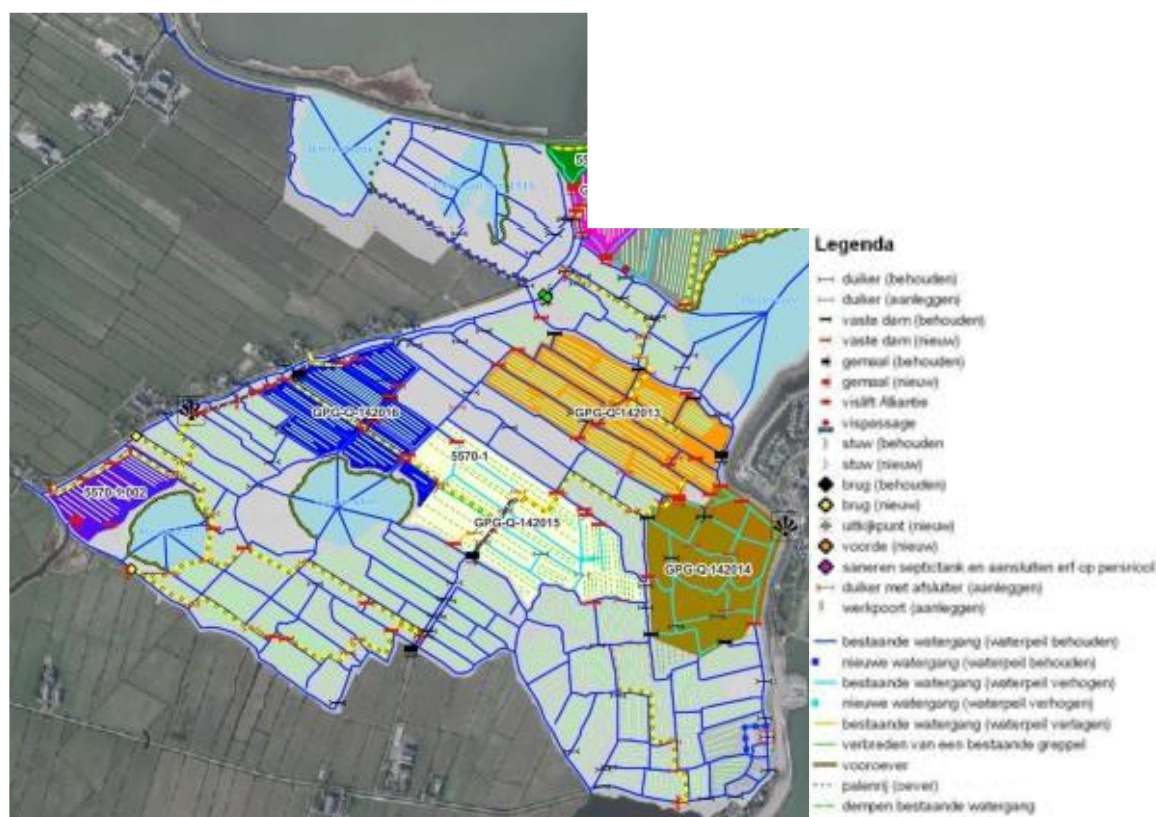 GPG-Q-142013
GPG-Q-142016
5570-1
5570-1:002
GPG-Q-142015
GPG-Q-142014
Legenda
duiker (behouden)
duiker (aanleggen)
vaste dam (behouden)
vaste dam (nieuw)
gemaal (behouden)
gemaal (nieuw)
vispassage
stuw (behouden
stuw (nieuw)
brug (behouden)
brug (nieuw)
uitkijkpunt (nieuw)
voorde (nieuw)
saneren septictank en aansluiten erf op persriool
duiker met afsluiter (aanleggen)
werkpoort (aanleggen)
bestaande watergang (waterpeil behouden)
nieuwe watergang (waterpeil behouden)
bestaande watergang (waterpeil verhogen)
nieuwe watergang (waterpeil verhogen)
bestaande watergang (waterpeil verlagen)
verbreden van een bestaande greppel
vooroever
palenrij (oever)
dempen bestaande watergang